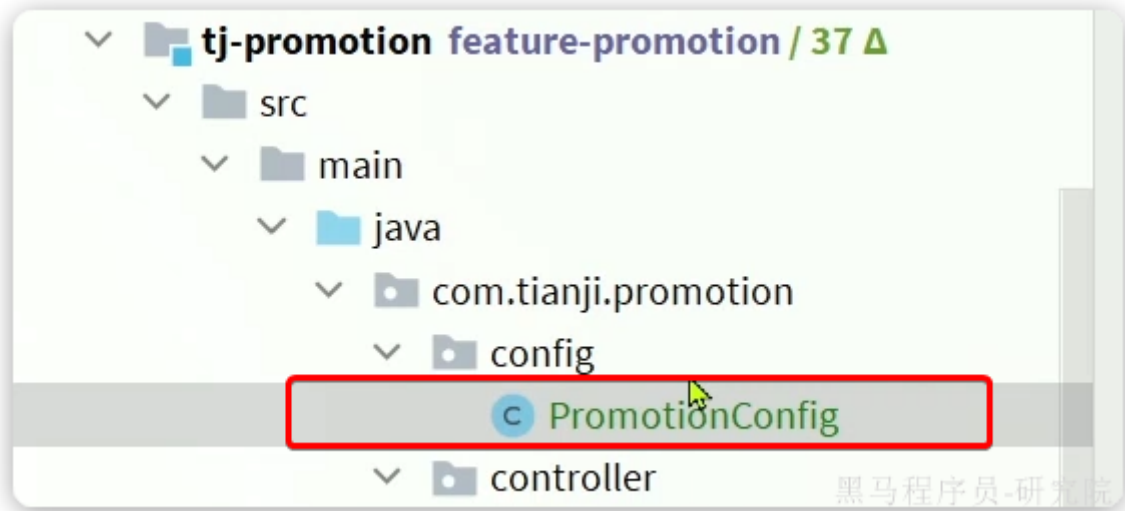 tj-promotion feature-promotion / 37 Δ
src
main
java
com.tianji.promotion
config
C PromotionConfig
controller
黑马程序员-研究院